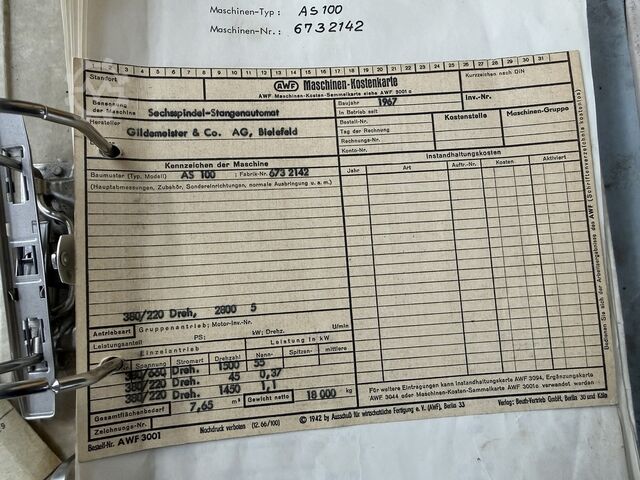 Maschinen-Typ: AS 100
Maschinen-Nr.: 6732142
1 2 3 4 5 6 7 8 9 10 11 12 13 14 15 16 17 18 19 20 21 22 23 24 25 26 27 28 29 30 31
Standort
AWF Maschinen-Kostenkarte
AWF Maschinen-Kosten-Sammelkarte siehe AWF 3001 a
Kurzzeichen nach DIN
Benennung der Maschine
Sechsspindel-Stangenautomat
Baujahr 1967
Inv.-Nr.
Hersteller
Gildemeister & Co. AG, Bielefeld
In Betrieb seit
Bestell-Nr.
Kostenstelle
Maschinen-Gruppe
Tag der Rechnung
Rechnungs-Nr.
Konto-Nr.
Kennzeichen der Maschine
Instandhaltungskosten
Baumuster (Typ, Modell) AS 100 ; Fabrik-Nr. 673 2142
Jahr Art Auftr.-Nr. Kosten Aktiviert
(Hauptabmessungen, Zubehör, Sondereinrichtungen, normale Ausbringung u. a. m.)
380/220 Dreh, 2800 5
Antriebsart Gruppenantrieb; Motor-Inv.-Nr.
Leistungsanteil PS; kW; Drehz. U/min
Einzelantrieb Leistung in kW
Spannung Stromart Drehzahl Nenn- Spitzen- mittlere
Dreh. 1500 55
380/220 Dreh. 45 0,37
380/220 Dreh. 1450 1,1
Gesamtflächenbedarf 7,65 m² Gewicht netto 18 000 kg
Zeichnungs-Nr.
Für weitere Eintragungen kann Instandhaltungskarte AWF 3094, Ergänzungskarte
AWF 3044 oder Maschinen-Kosten-Sammelkarte AWF 3001c verwendet werden
Bestell-Nr. AWF 3001
Nachdruck verboten (12.66/100)
© 1942 by Ausschuß für wirtschaftliche Fertigung e. V. (AWF), Berlin 33
Verlag: Beuth-Vertrieb GmbH., Berlin 30 und Köln